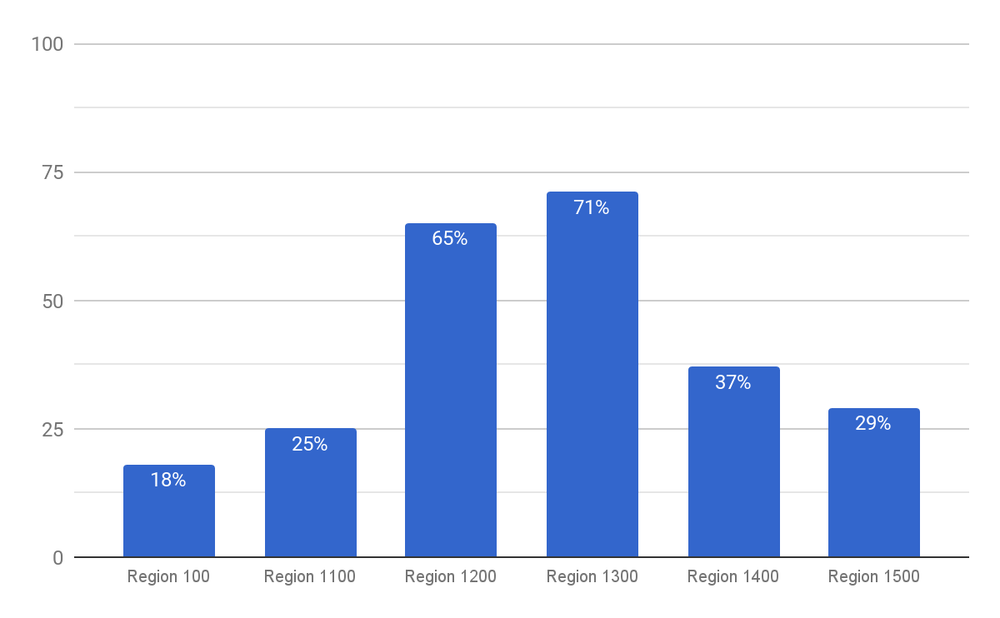 100
75
50
25
0
71%
65%
37%
29%
25%
18%
Region 100
Region 1100
Region 1200
Region 1300
Region 1400
Region 1500